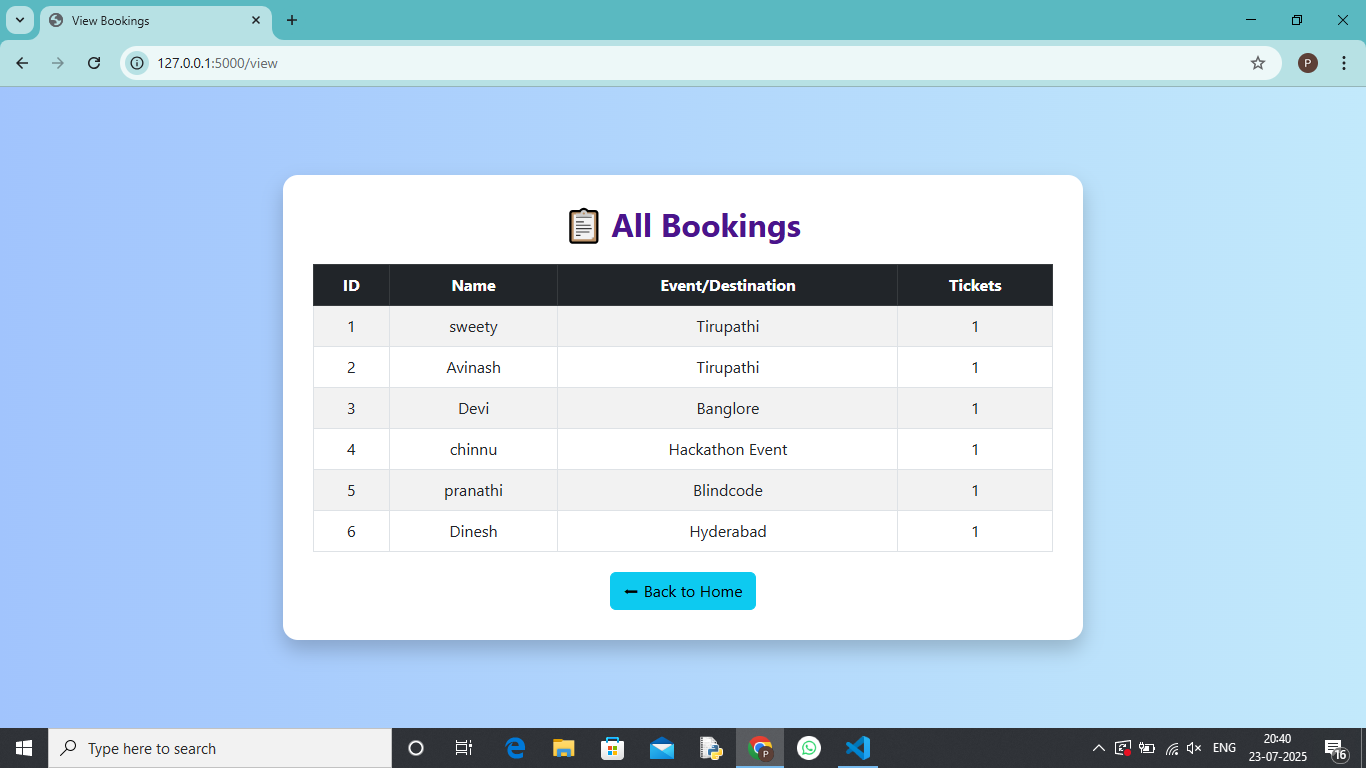 View Bookings
127.0.0.1:5000/view
P
All Bookings
ID Name Event/Destination Tickets
1 sweety Tirupathi 1
2 Avinash Tirupathi 1
3 Devi Banglore 1
4 chinnu Hackathon Event 1
5 pranathi Blindcode 1
6 Dinesh Hyderabad 1
Back to Home
Type here to search
P
ENG
20:40
23-07-2025
16